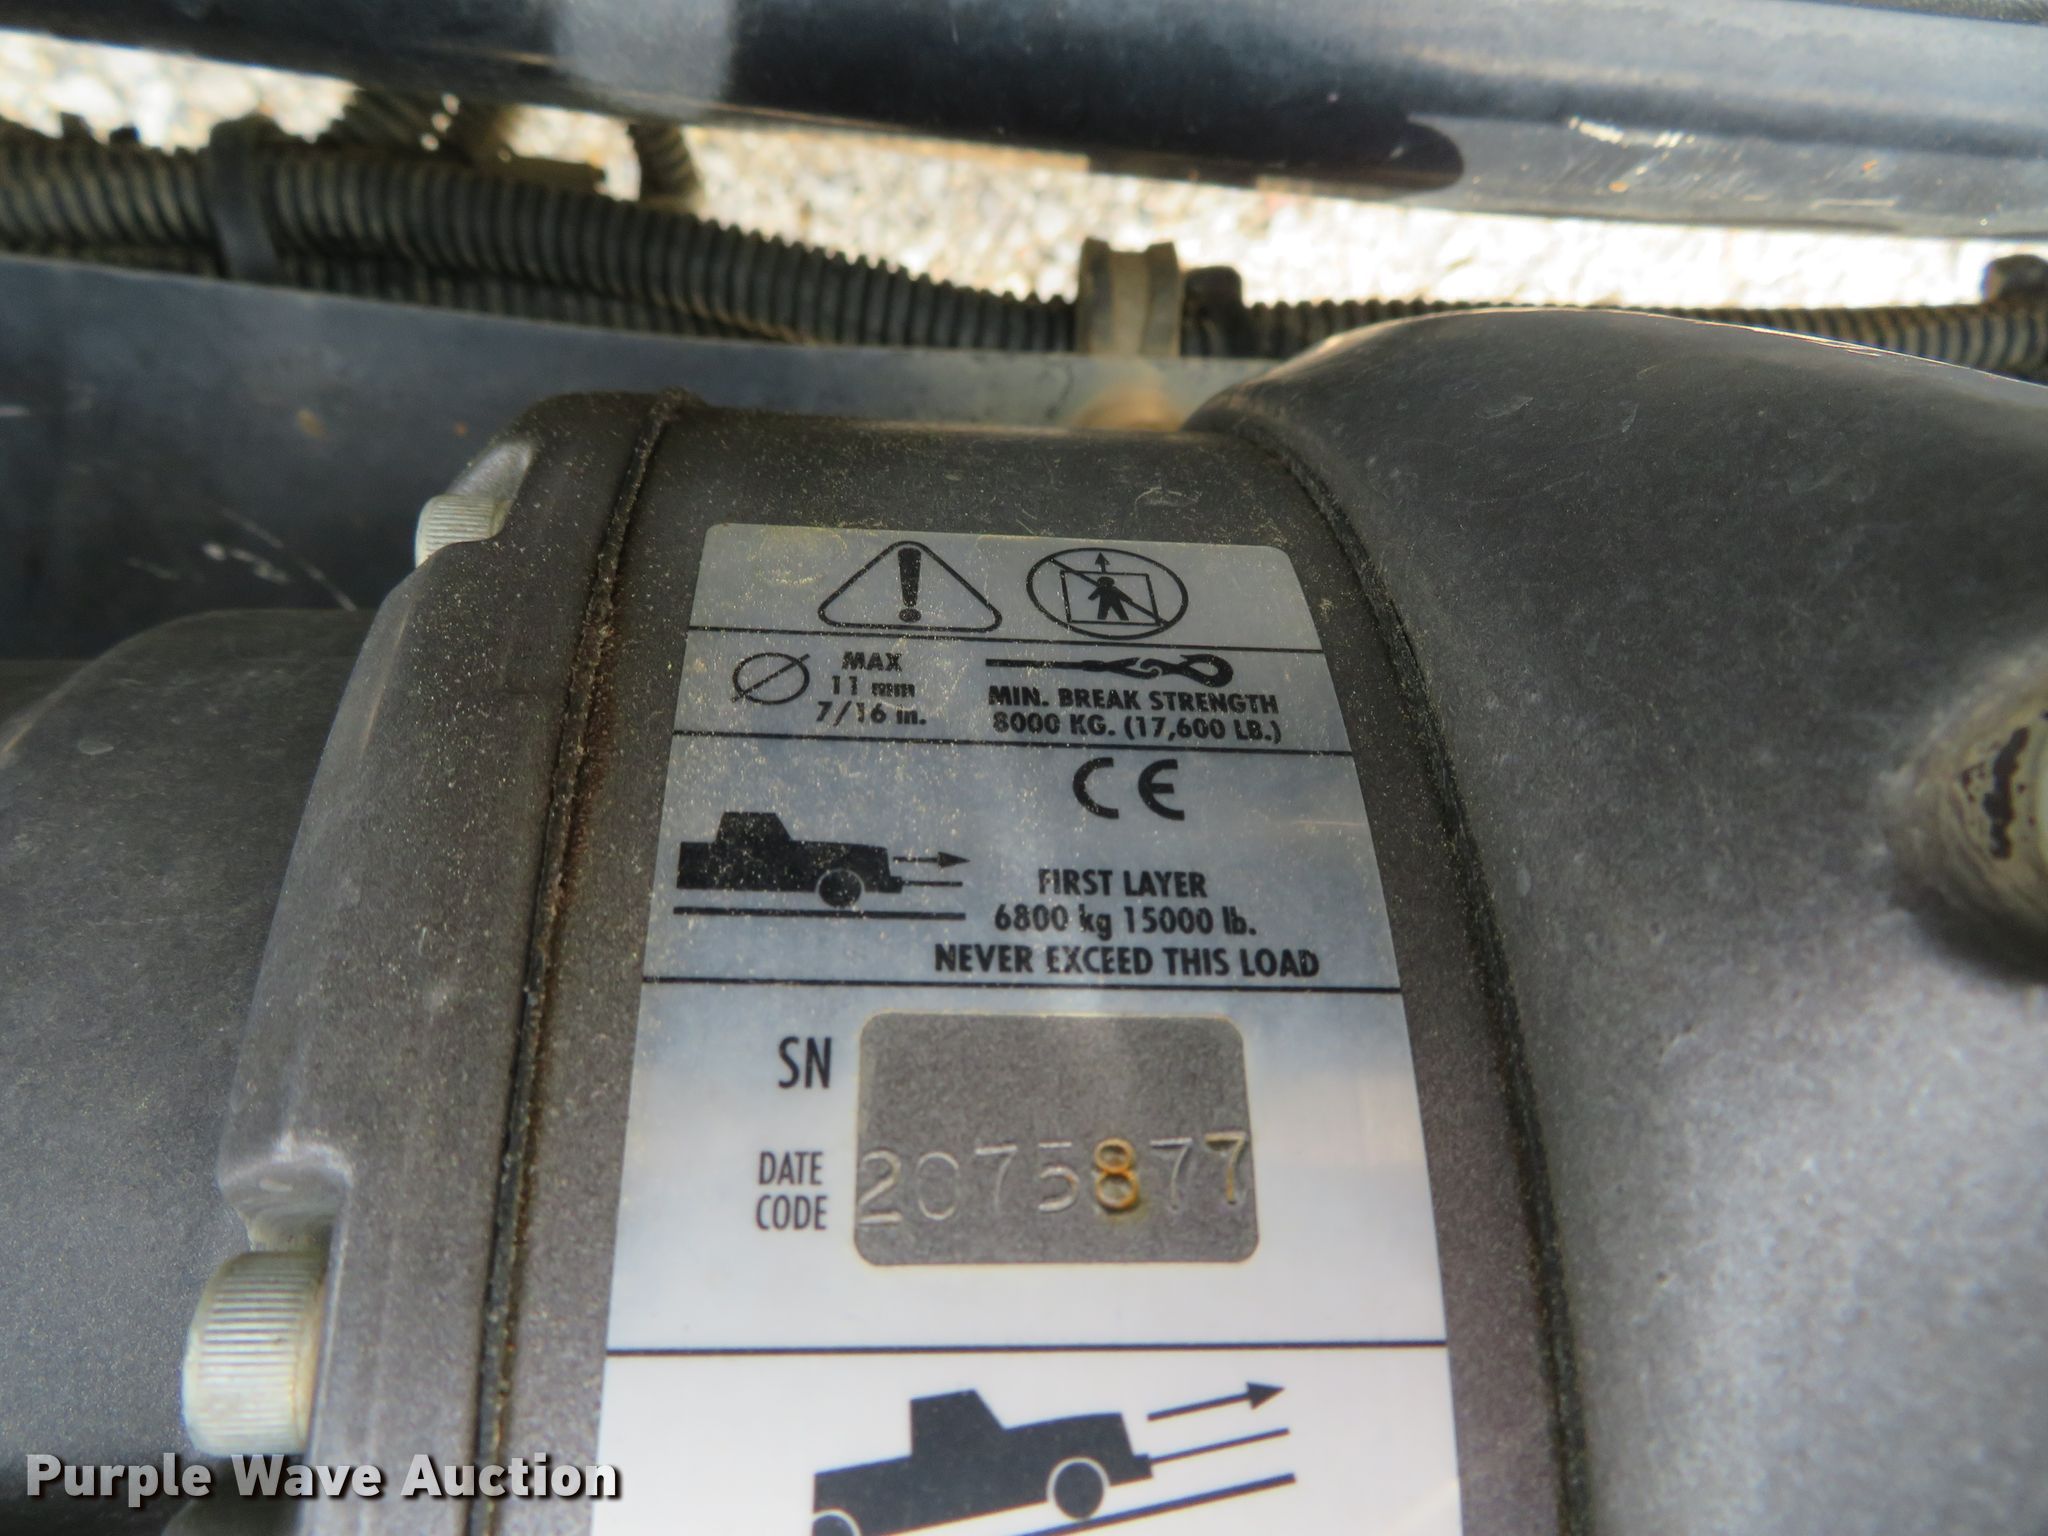 MAX
11 mm
7/16 in.
MIN. BREAK STRENGTH
8000 KG. (17,600 LB.)
CE
FIRST LAYER
6800 kg 15000 lb.
NEVER EXCEED THIS LOAD
SN
DATE
CODE
2075877
Purple Wave Auction